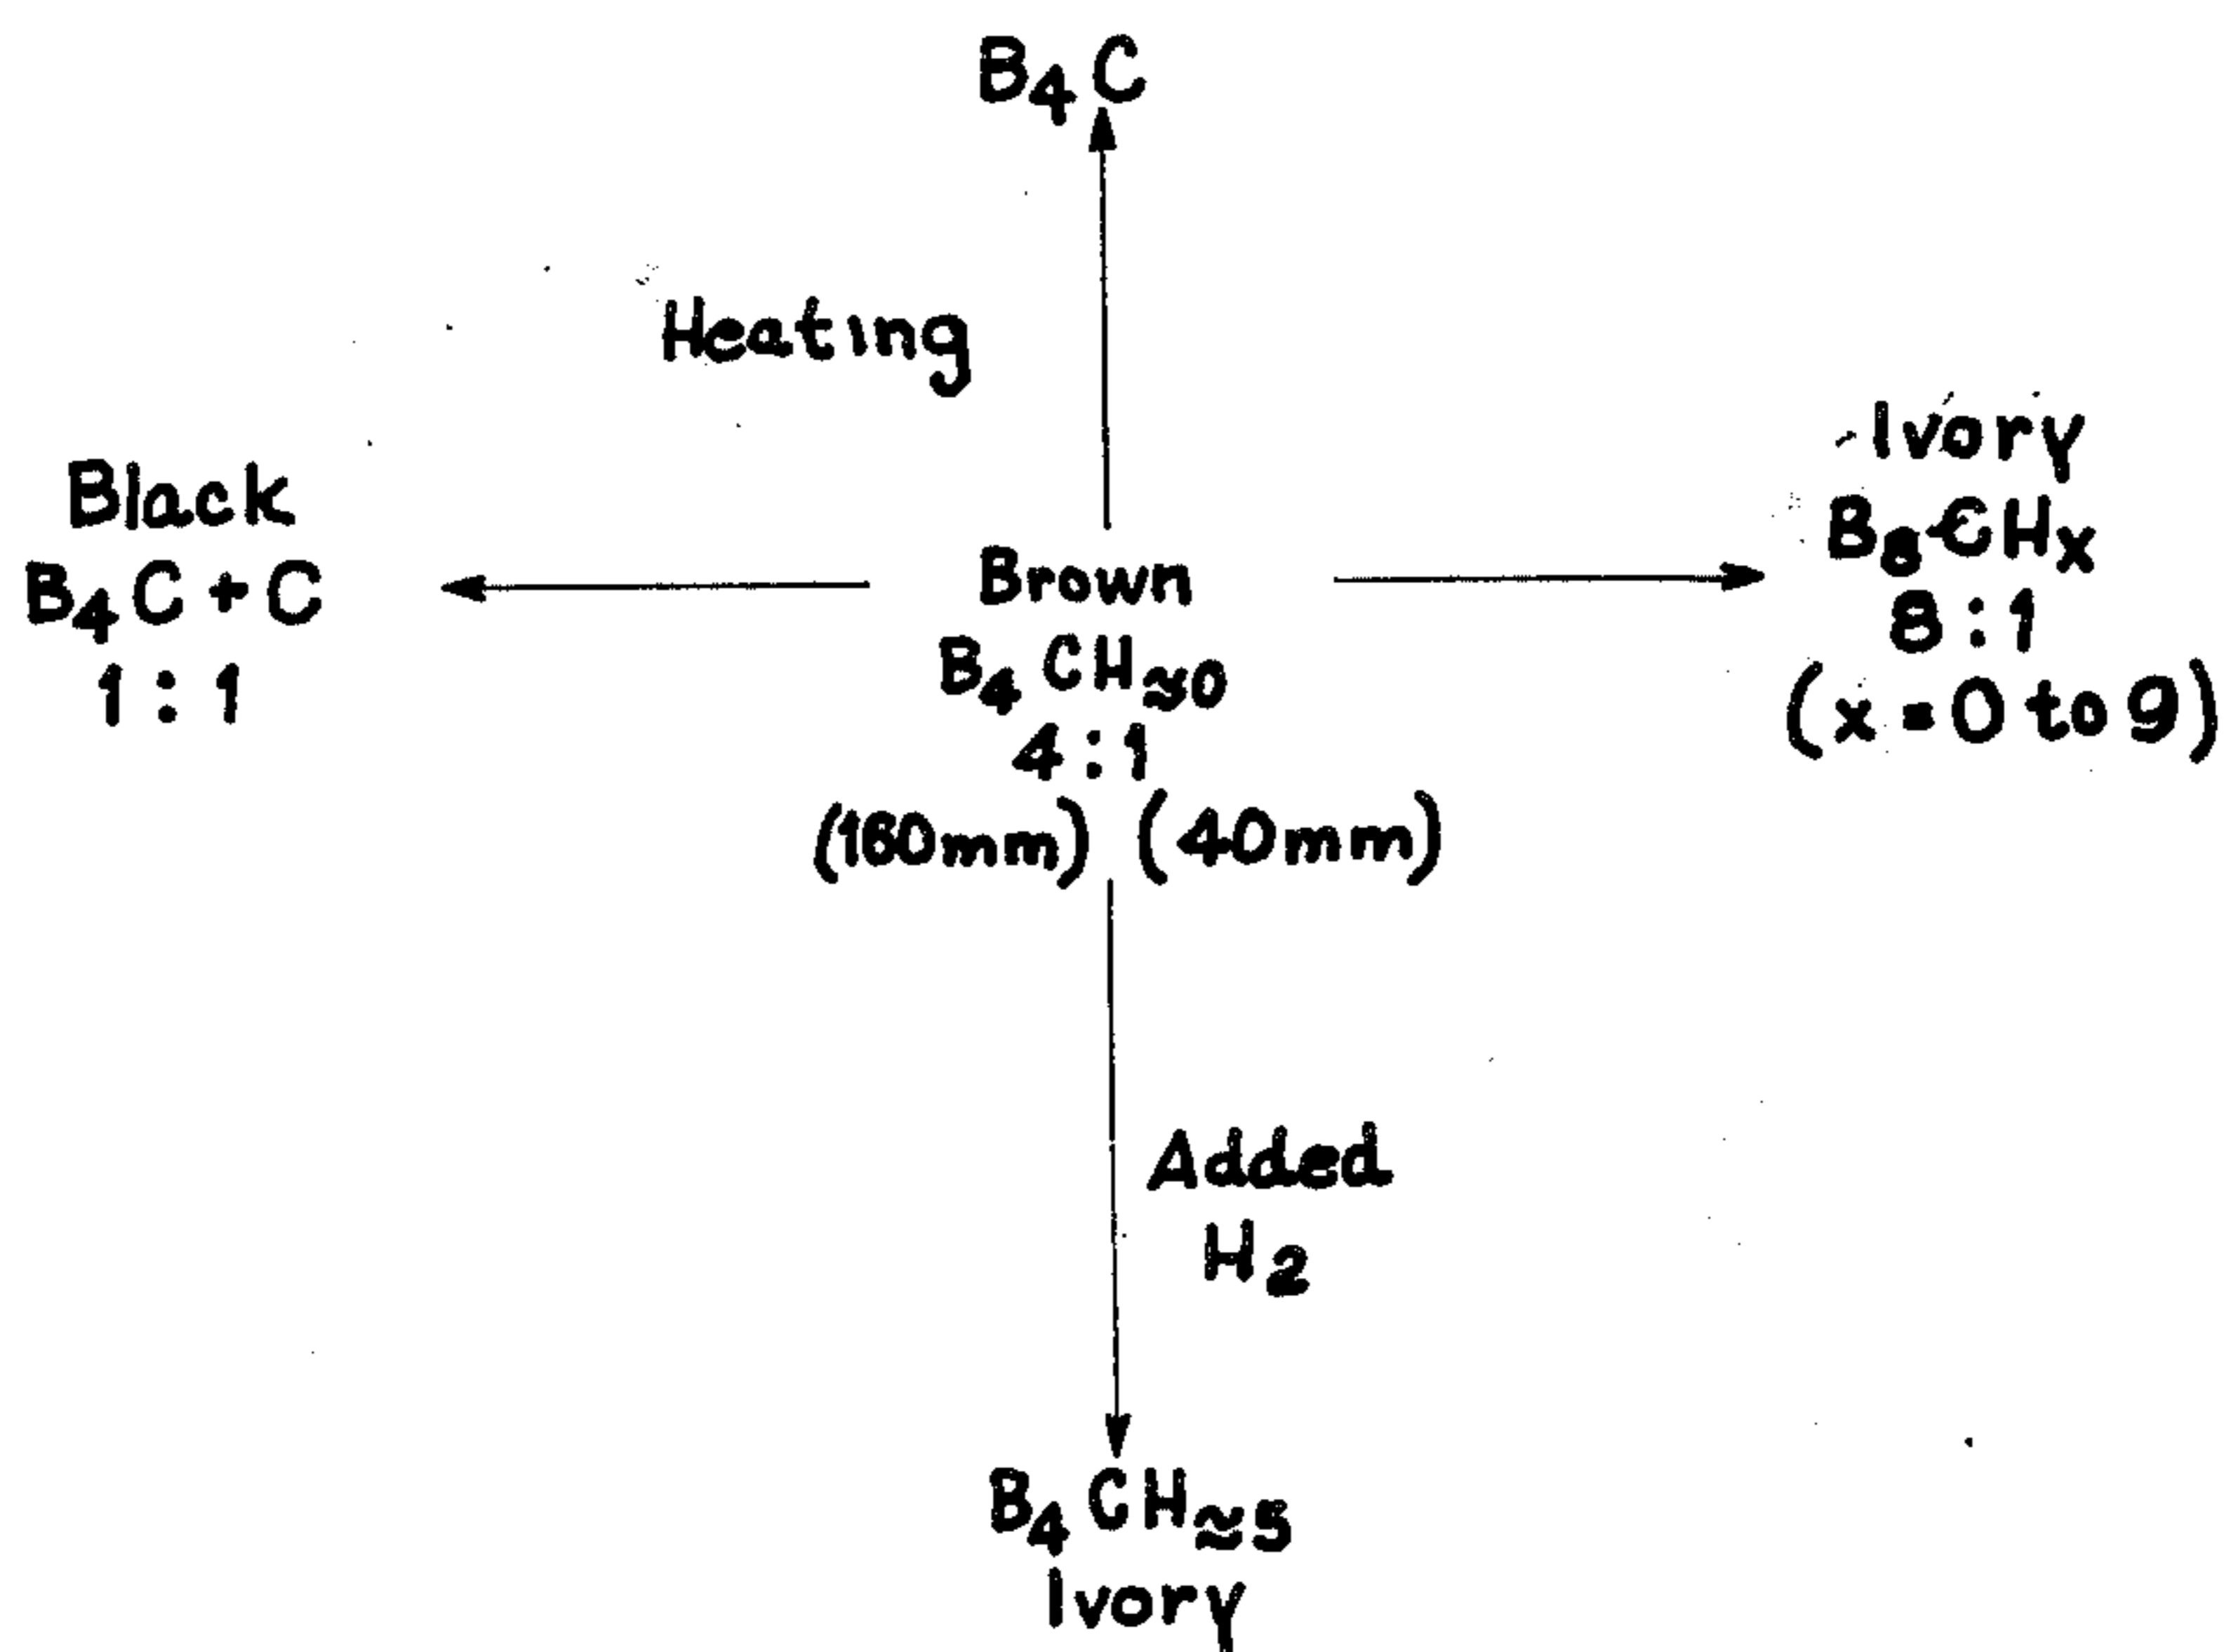 B₄C
Heating
Black
B₄C + C
1:1
Brown
B₄CH≈0
4:1
(160mm) (40mm)
Ivory
B₈CHₓ
8:1
(x = 0 to 9)
Added
H₂
B₄CH≈5
Ivory